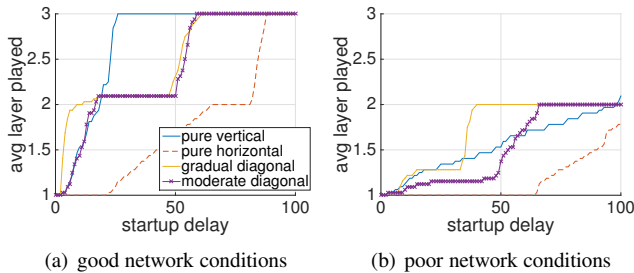 3
2.5
2
1.5
1
avg layer played
0
50
100
startup delay
pure vertical
pure horizontal
gradual diagonal
moderate diagonal
(a) good network conditions
3
2.5
2
1.5
1
avg layer played
0
50
100
startup delay
(b) poor network conditions